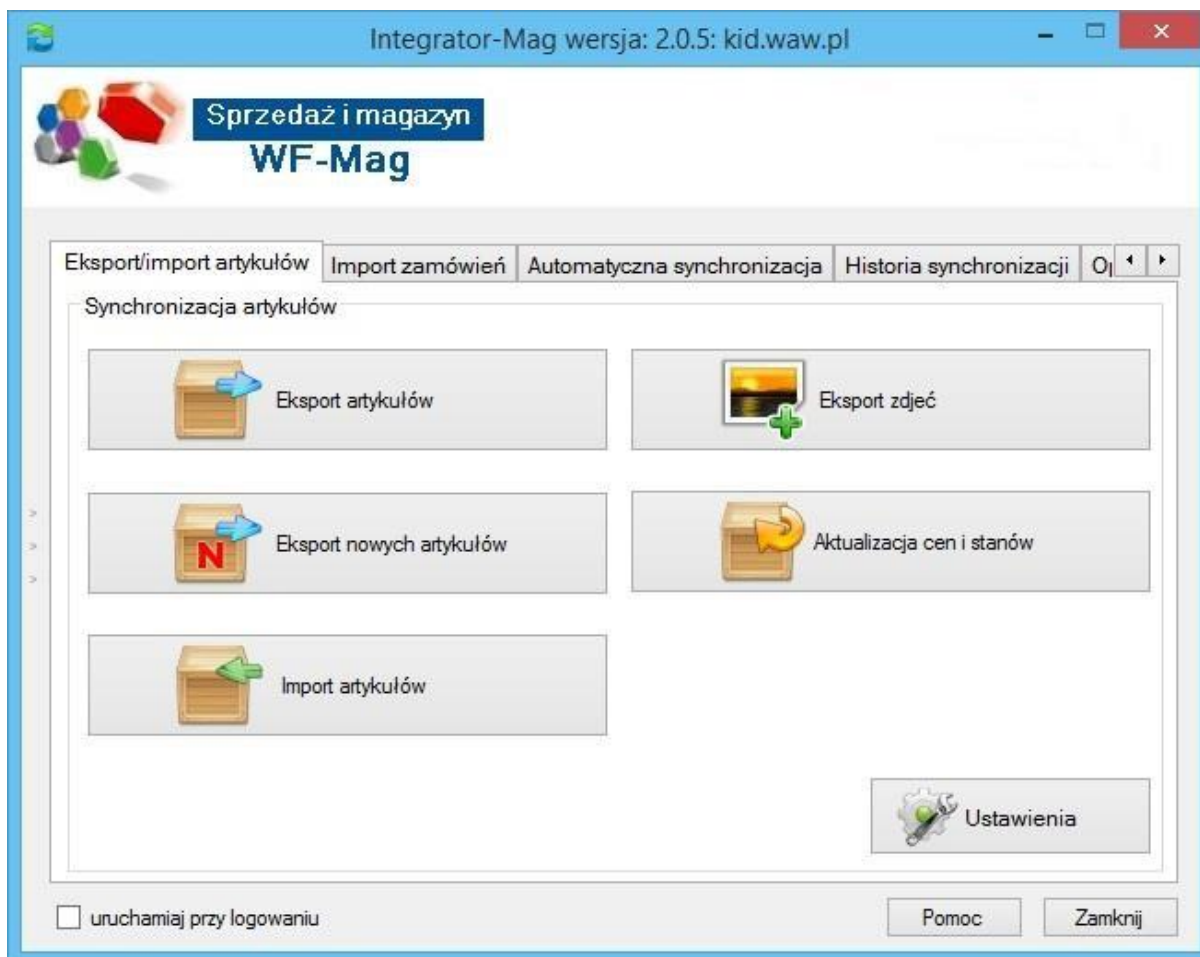 Integrator-Mag wersja: 2.0.5: kid.waw.pl
Sprzedaż i magazyn
WF-Mag
Eksport/import artykułów Import zamówień Automatyczna synchronizacja Historia synchronizacji
Synchronizacja artykułów
Eksport artykułów Eksport zdjęć
N
Eksport nowych artykułów Aktualizacja cen i stanów
Import artykułów
Ustawienia
uruchamiaj przy logowaniu Pomoc Zamknij